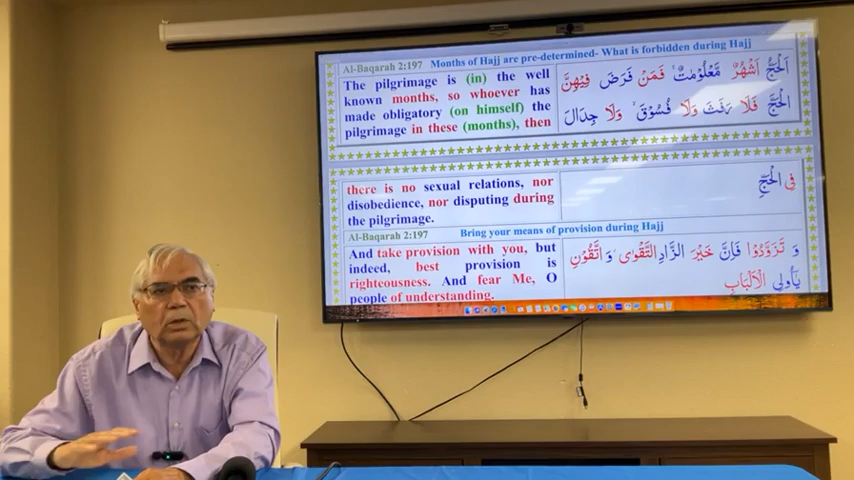 Al-Baqarah 2:197 Months of Hajj are pre-determined- What is forbidden during Hajj
The pilgrimage is (in) the well
known months, so whoever has
made obligatory (on himself) the
pilgrimage in these (months), then
اَلْحَجُّ اَشْهُرٌ مَّعْلُوْمٰتٌ ۚ فَمَنْ فَرَضَ فِيْهِنَّ
الْحَجَّ فَلَا رَفَثَ وَلَا فُسُوْقَ ۙ وَلَا جِدَالَ
there is no sexual relations, nor
disobedience, nor disputing during
the pilgrimage.
فِى الْحَجِّ
Al-Baqarah 2:197 Bring your means of provision during Hajj
And take provision with you, but
indeed, best provision is
righteousness. And fear Me, O
people of understanding.
وَ تَزَوَّدُوْا فَاِنَّ خَيْرَ الزَّادِ التَّقْوٰى ۡ وَ اتَّقُوْنِ
يٰۤاُولِى الْاَلْبَابِ